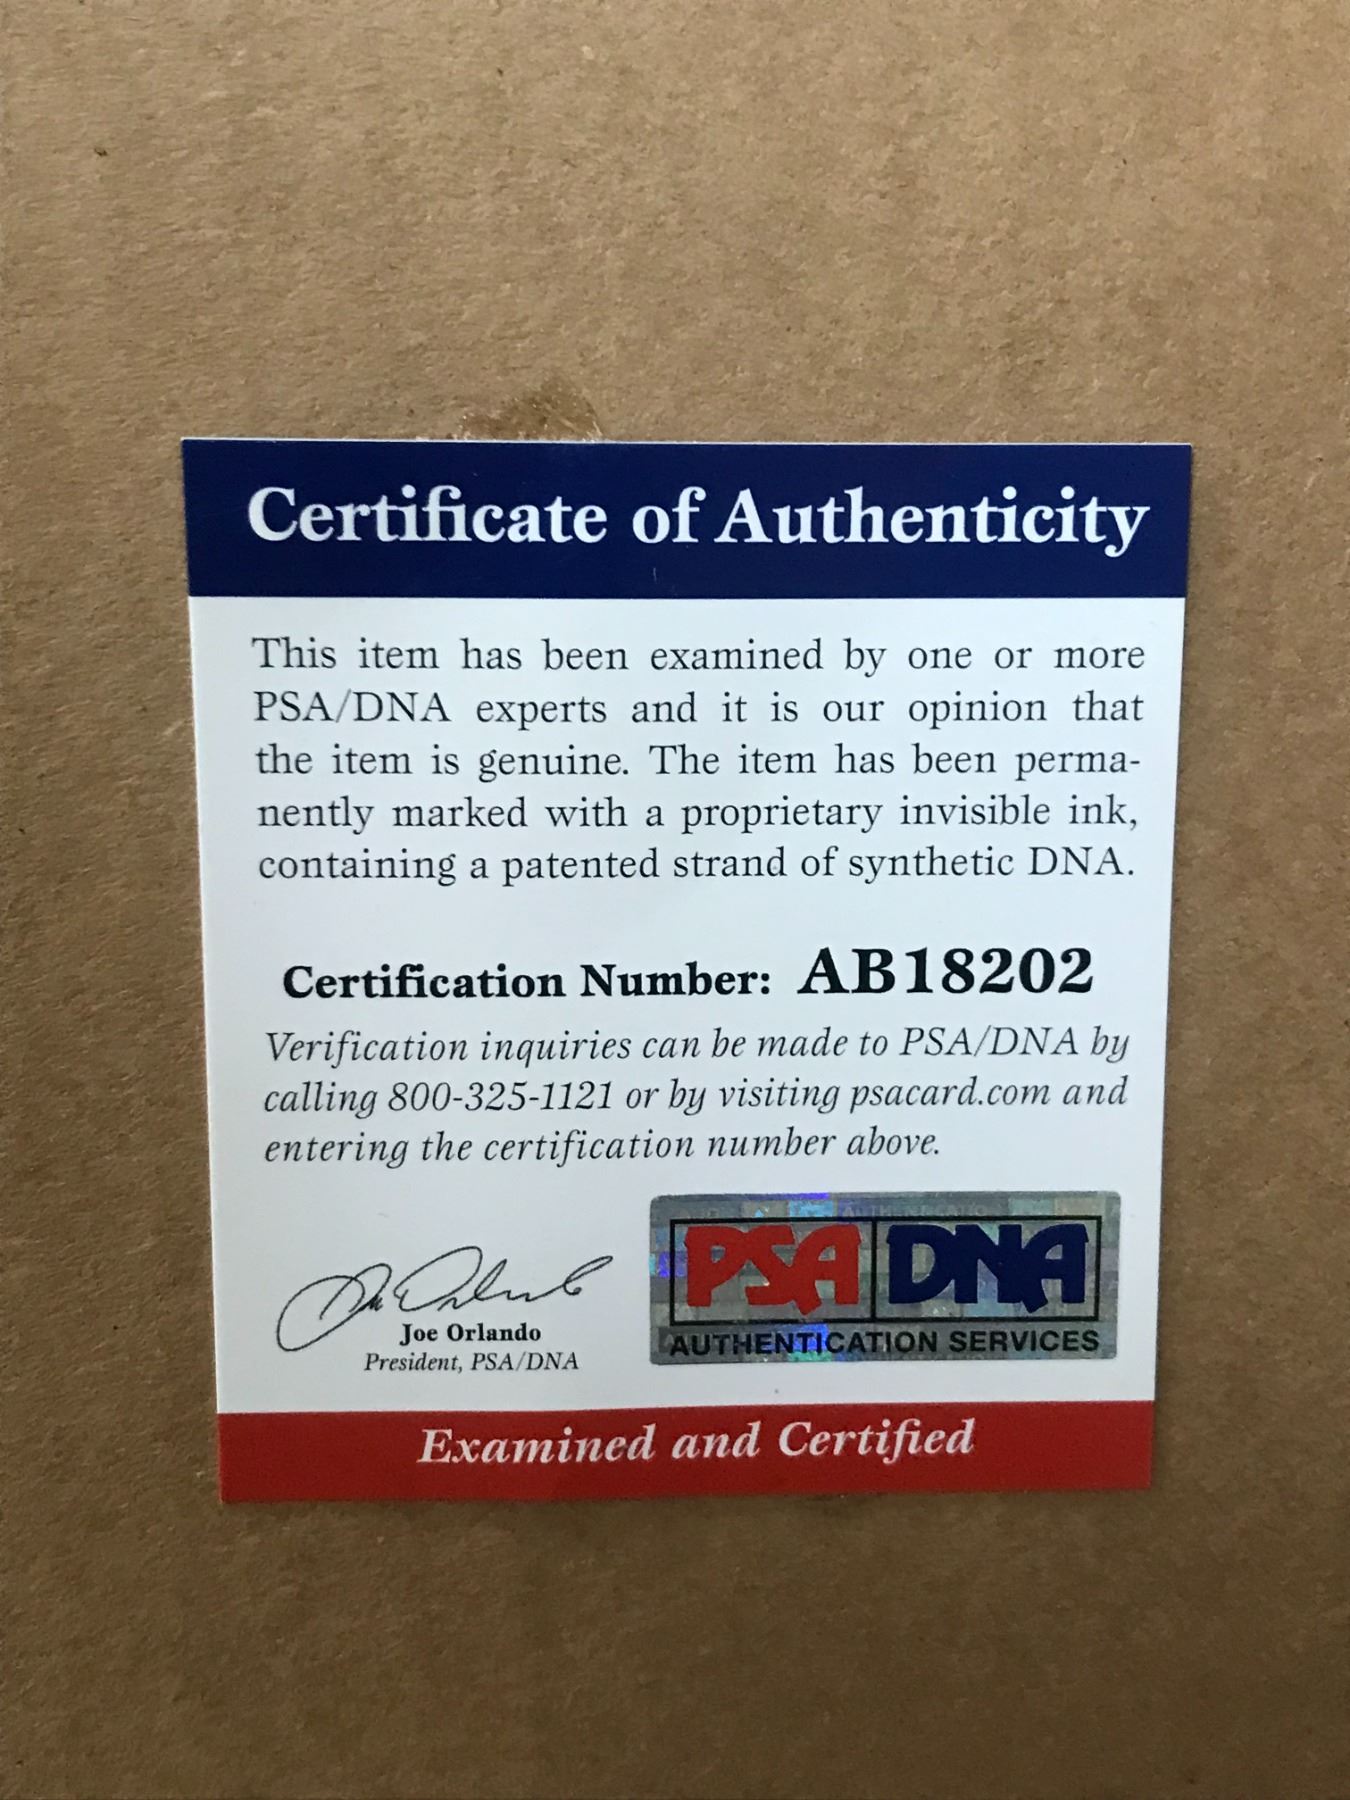 Certificate of Authenticity
This item has been examined by one or more
PSA/DNA experts and it is our opinion that
the item is genuine. The item has been perma-
nently marked with a proprietary invisible ink,
containing a patented strand of synthetic DNA.
Certification Number: AB18202
Verification inquiries can be made to PSA/DNA by
calling 800-325-1121 or by visiting psacard.com and
entering the certification number above.
Joe Orlando
President, PSA/DNA
PSA DNA
AUTHENTICATION SERVICES
Examined and Certified